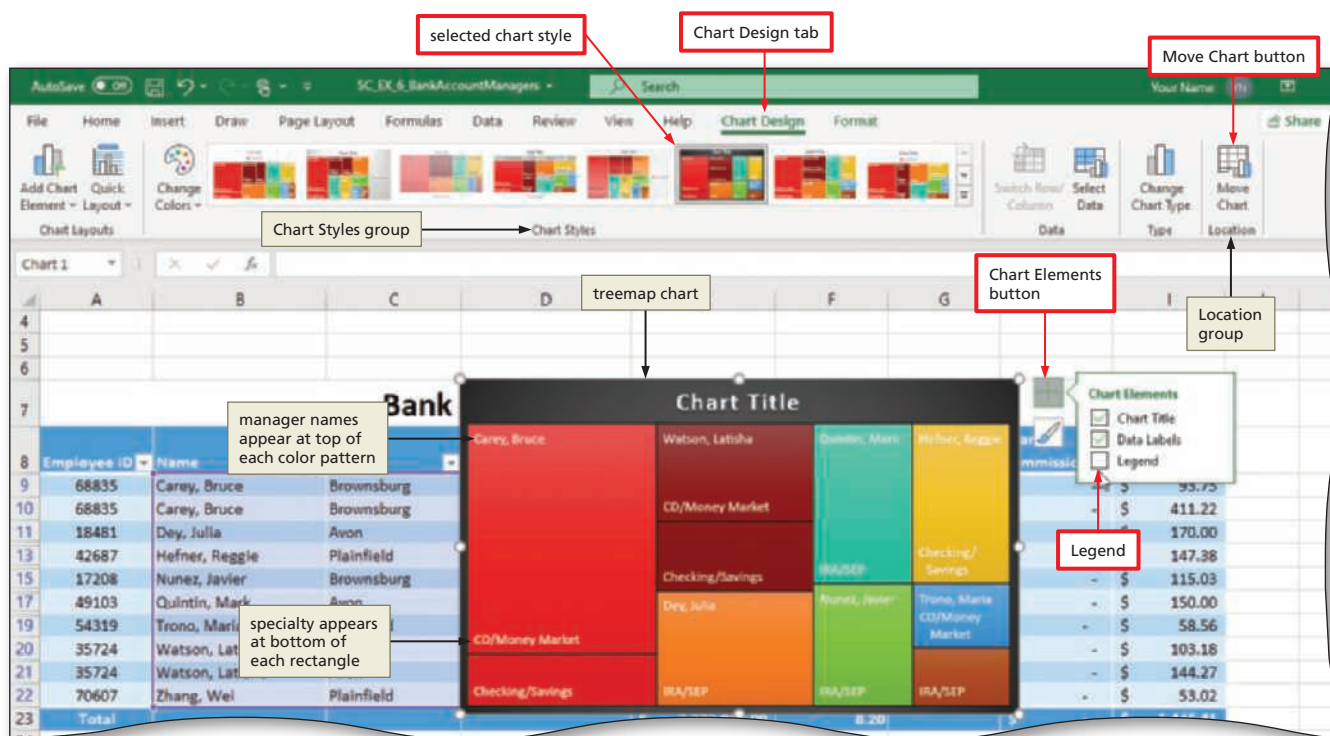 selected chart style
Chart Design tab
Move Chart button
AutoSave Off
SC_EX_6_BankAccountManagers
Search
Your Name
YN
File Home Insert Draw Page Layout Formulas Data Review View Help Chart Design Format
Share
Add Chart Element
Quick Layout
Change Colors
Switch Row/ Column
Select Data
Change Chart Type
Move Chart
Chart Layouts
Chart Styles group
Chart Styles
Data
Type
Location
Chart 1
fx
treemap chart
Chart Elements button
Location group
A B C D F G I
4
5
6
7
Bank
Chart Title
Chart Elements
Chart Title
Data Labels
Legend
Legend
manager names appear at top of each color pattern
specialty appears at bottom of each rectangle
8 Employee ID Name
9 68835 Carey, Bruce Brownsburg - $ 93.75
10 68835 Carey, Bruce Brownsburg - $ 411.22
11 18481 Dey, Julia Avon $ 170.00
13 42687 Hefner, Reggie Plainfield $ 147.38
15 17208 Nunez, Javier Brownsburg - $ 115.03
17 49103 Quintin, Mark Avon - $ 150.00
19 54319 Trono, Maria - $ 58.56
20 35724 Watson, Lat - $ 103.18
21 35724 Watson, Lat - $ 144.27
22 70607 Zhang, Wei Plainfield - $ 53.02
23 Total 8.20
Carey, Bruce
CD/Money Market
Checking/Savings
Watson, Latisha
CD/Money Market
Checking/Savings
Dey, Julia
IRA/SEP
Quintin, Mark
IRA/SEP
Nunez, Javier
IRA/SEP
Hefner, Reggie
Checking/ Savings
Trono, Maria
CD/Money Market
IRA/SEP